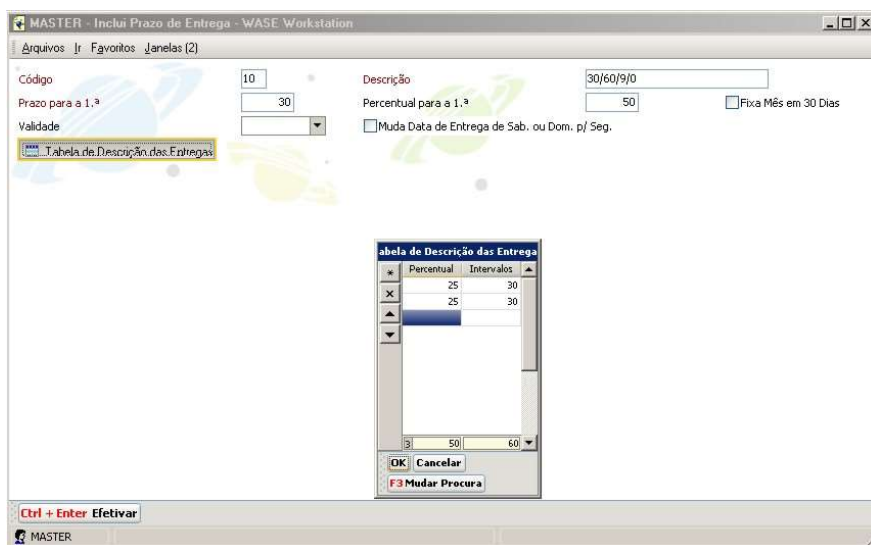 MASTER - Inclui Prazo de Entrega - WASE Workstation
Arquivos Ir Favoritos Janelas (2)
Código 10 Descrição 30/60/9/0
Prazo para a 1.ª 30 Percentual para a 1.ª 50 Fixa Mês em 30 Dias
Validade Muda Data de Entrega de Sab. ou Dom. p/ Seg.
Tabela de Descrição das Entregas
abela de Descrição das Entrega
Percentual Intervalos
25 30
25 30
3 50 60
OK Cancelar
F3 Mudar Procura
Ctrl + Enter Efetivar
MASTER